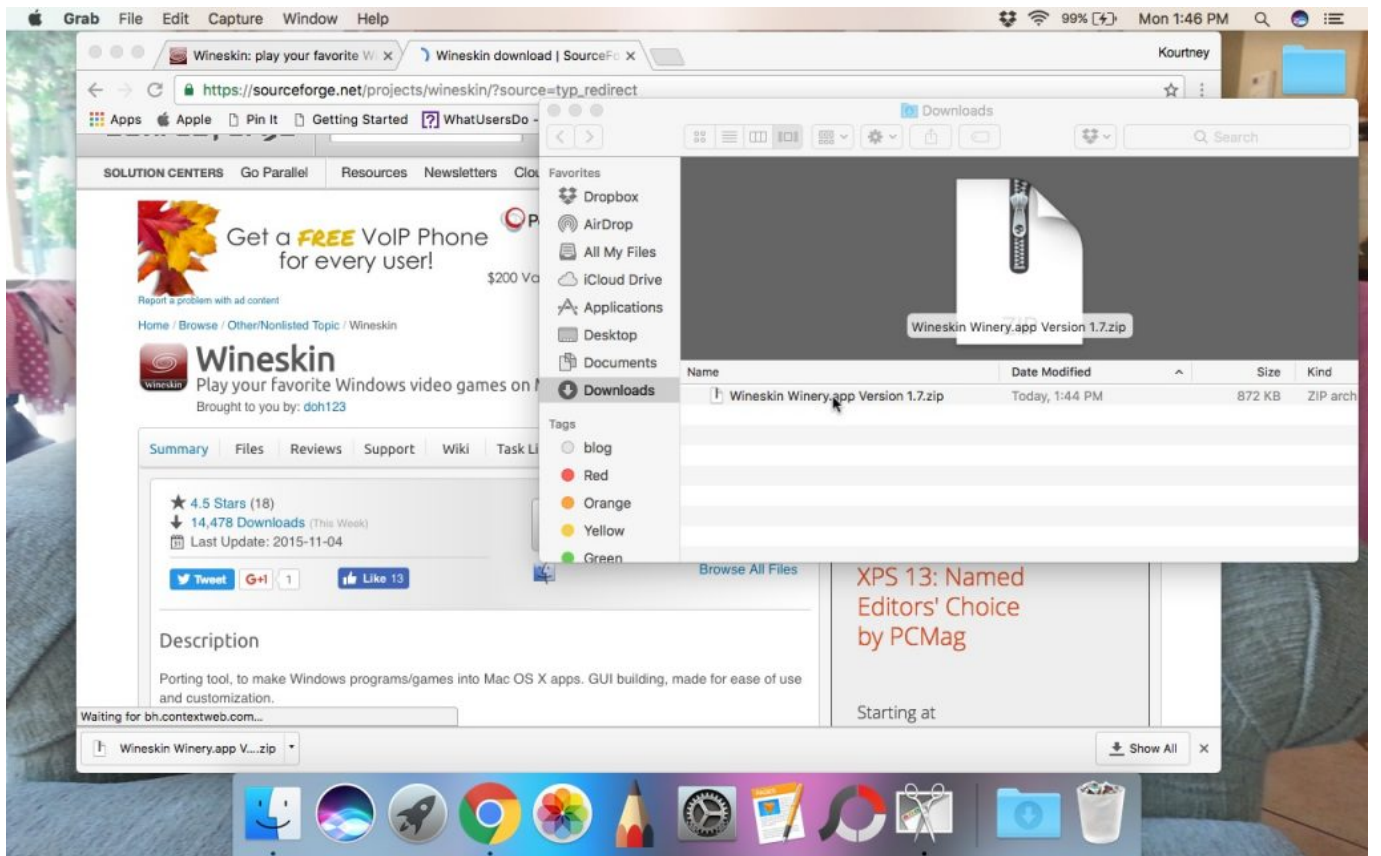 Grab File Edit Capture Window Help 99% Mon 1:46 PM
Wineskin: play your favorite Wi Wineskin download | SourceFo Kourtney
https://sourceforge.net/projects/wineskin/?source=typ_redirect
Apps Apple Pin It Getting Started WhatUsersDo -
SOLUTION CENTERS Go Parallel Resources Newsletters Clou
Get a FREE VoIP Phone
for every user!
$200 Va
Report a problem with ad content
Home / Browse / Other/Nonlisted Topic / Wineskin
Wineskin
Wineskin
Play your favorite Windows video games on M
Brought to you by: doh123
Summary Files Reviews Support Wiki Task Li
4.5 Stars (18)
14,478 Downloads (This Week)
Last Update: 2015-11-04
Tweet G+1 1 Like 13
Browse All Files
Description
Porting tool, to make Windows programs/games into Mac OS X apps. GUI building, made for ease of use
and customization.
XPS 13: Named
Editors' Choice
by PCMag
Starting at
Waiting for bh.contextweb.com...
Wineskin Winery.app V....zip
Show All
Downloads
Search
Favorites
Dropbox
AirDrop
All My Files
iCloud Drive
Applications
Desktop
Documents
Downloads
Tags
blog
Red
Orange
Yellow
Green
Wineskin Winery.app Version 1.7.zip
Name Date Modified Size Kind
Wineskin Winery.app Version 1.7.zip Today, 1:44 PM 872 KB ZIP arch
PAGES